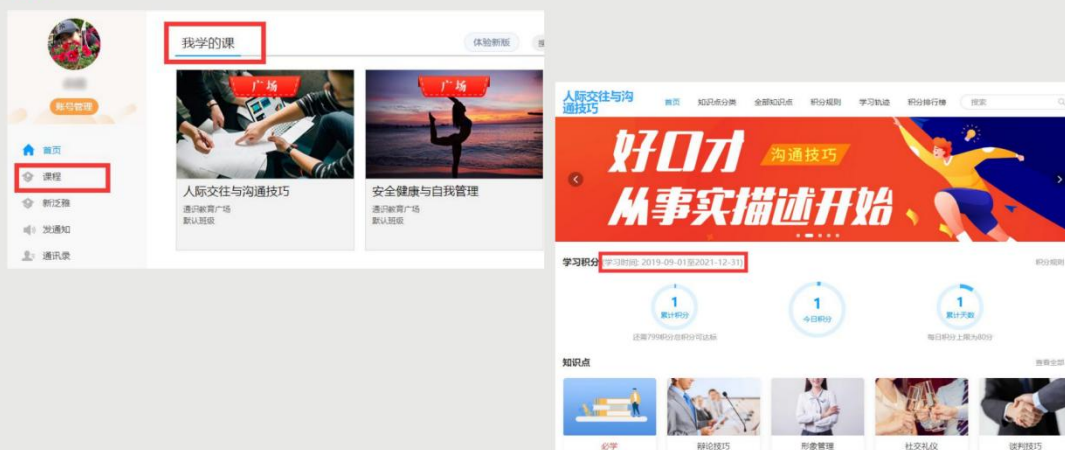 我学的课
体验新版
搜
账号管理
首页
课程
新泛雅
发通知
通讯录
广场
广场
人际交往与沟通技巧
通识教育广场
默认班级
安全健康与自我管理
通识教育广场
默认班级
人际交往与沟
通技巧
首页 知识点分类 全部知识点 积分规则 学习轨迹 积分排行榜 搜索
好口才 沟通技巧
从事实描述开始
学习积分 (学习时间: 2019-09-01至2021-12-31) 积分规则
1
累计积分
还需799积分总积分可达标
1
今日积分
1
累计天数
每日积分上限为80分
知识点 查看全部
必学 辩论技巧 形象管理 社交礼仪 谈判技巧